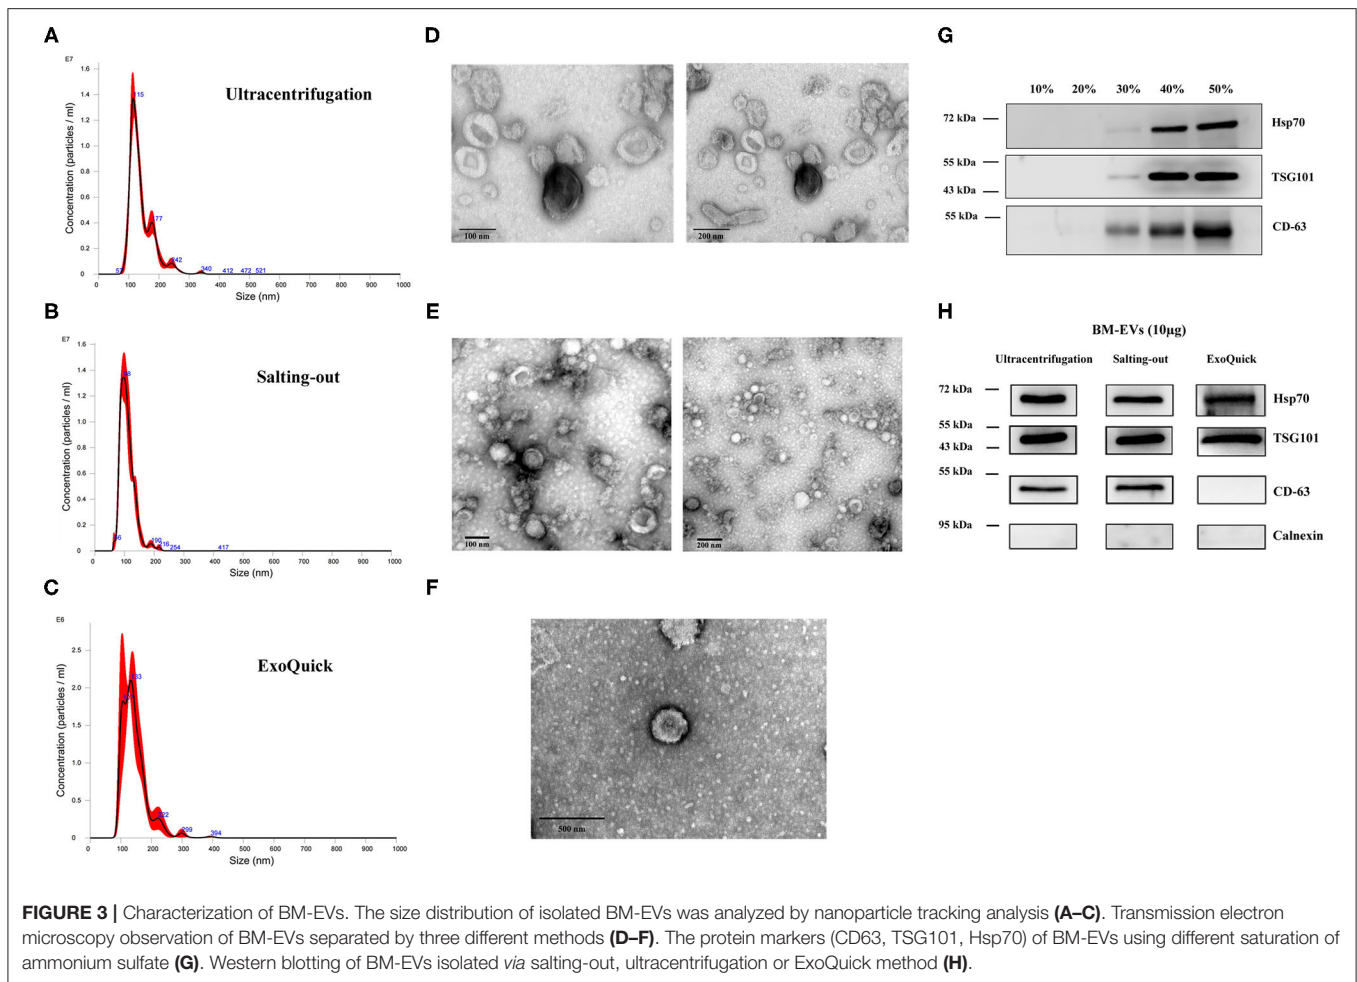 A
E7
Concentration (particles / ml)
1.6
1.4
1.2
1.0
0.8
0.6
0.4
0.2
0
Ultracentrifugation
115
177
242
340
412
472
521
57
0 100 200 300 400 500 600 700 800 900 1000
Size (nm)
B
E7
Concentration (particles / ml)
1.6
1.4
1.2
1.0
0.8
0.6
0.4
0.2
0
Salting-out
98
190
216
254
417
0 100 200 300 400 500 600 700 800 900 1000
Size (nm)
C
E6
Concentration (particles / ml)
2.5
2.0
1.5
1.0
0.5
0
ExoQuick
133
222
299
394
0 100 200 300 400 500 600 700 800 900 1000
Size (nm)
D
100 nm
200 nm
E
100 nm
200 nm
F
500 nm
G
10% 20% 30% 40% 50%
72 kDa
Hsp70
55 kDa
43 kDa
TSG101
55 kDa
CD-63
H
BM-EVs (10μg)
Ultracentrifugation Salting-out ExoQuick
72 kDa
Hsp70
55 kDa
43 kDa
TSG101
55 kDa
CD-63
95 kDa
Calnexin
FIGURE 3 | Characterization of BM-EVs. The size distribution of isolated BM-EVs was analyzed by nanoparticle tracking analysis (A–C). Transmission electron
microscopy observation of BM-EVs separated by three different methods (D–F). The protein markers (CD63, TSG101, Hsp70) of BM-EVs using different saturation of
ammonium sulfate (G). Western blotting of BM-EVs isolated via salting-out, ultracentrifugation or ExoQuick method (H).